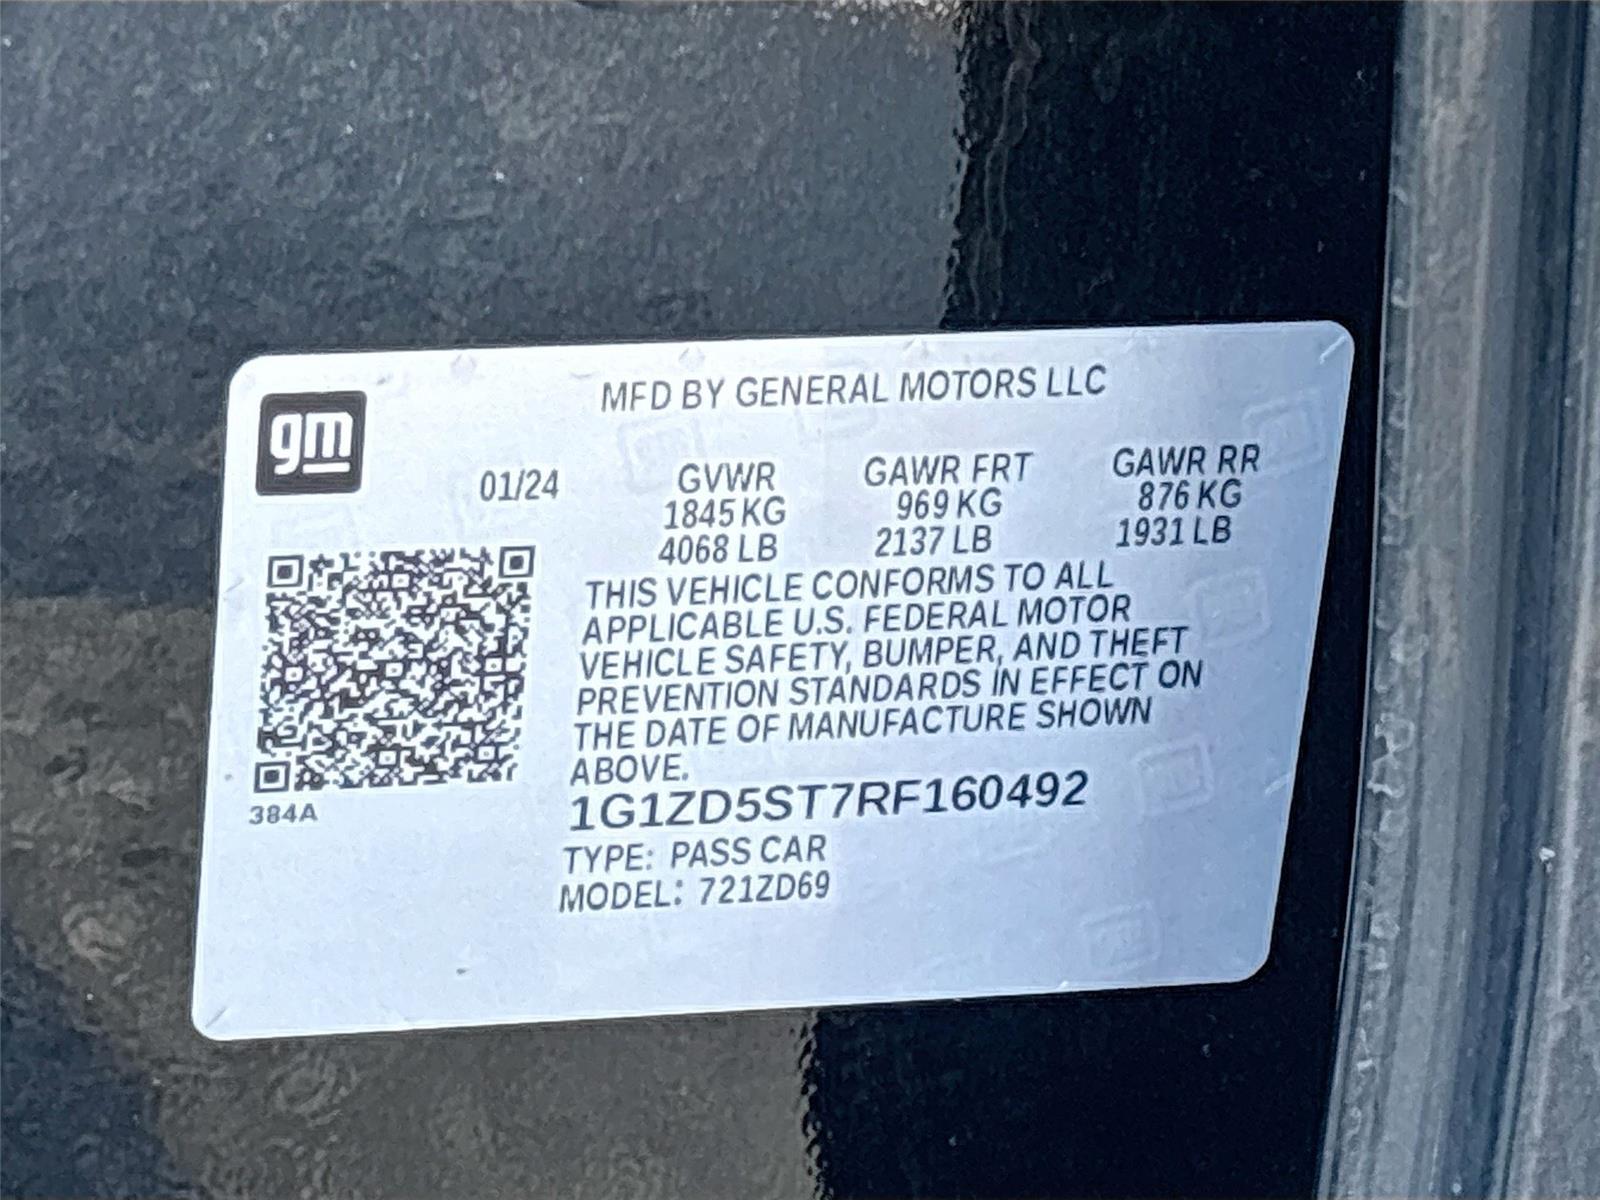 gm
MFD BY GENERAL MOTORS LLC
01/24
GVWR GAWR FRT GAWR RR
1845 KG 969 KG 876 KG
4068 LB 2137 LB 1931 LB
THIS VEHICLE CONFORMS TO ALL
APPLICABLE U.S. FEDERAL MOTOR
VEHICLE SAFETY, BUMPER, AND THEFT
PREVENTION STANDARDS IN EFFECT ON
THE DATE OF MANUFACTURE SHOWN
ABOVE.
384A
1G1ZD5ST7RF160492
TYPE: PASS CAR
MODEL: 721ZD69